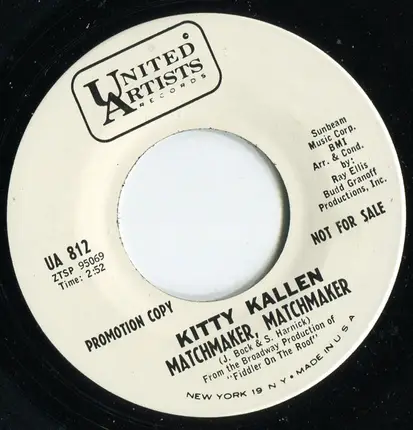 UNITED
ARTISTS
RECORDS
Sunbeam
Music Corp.
BMI
Arr. & Cond.
by:
Ray Ellis
Budd Granoff
Productions, Inc.
NOT FOR SALE
UA 812
ZTSP 95069
Time: 2:52
PROMOTION COPY
KITTY KALLEN
MATCHMAKER, MATCHMAKER
(J. Bock & S. Harnick)
From the Broadway Production of
"Fiddler On The Roof"
NEW YORK 19 N Y • MADE IN U S A